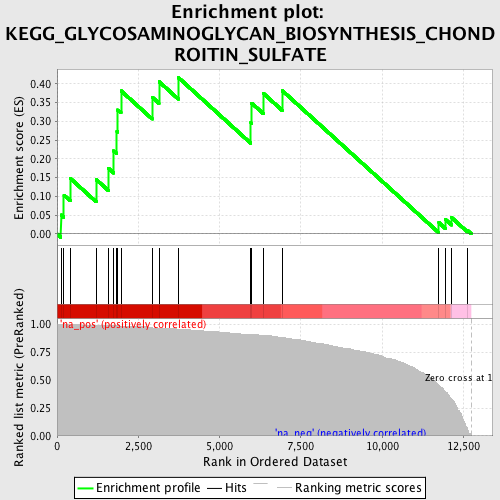 Enrichment plot:
KEGG_GLYCOSAMINOGLYCAN_BIOSYNTHESIS_CHOND
ROITIN_SULFATE
Enrichment score (ES)
0.40
0.35
0.30
0.25
0.20
0.15
0.10
0.05
0.00
'na_pos' (positively correlated)
Ranked list metric (PreRanked)
1.00
0.75
0.50
0.25
0.00
Zero cross at 1
'na_neg' (negatively correlated)
0
2,500
5,000
7,500
10,000
12,500
Rank in Ordered Dataset
Enrichment profile
Hits
Ranking metric scores